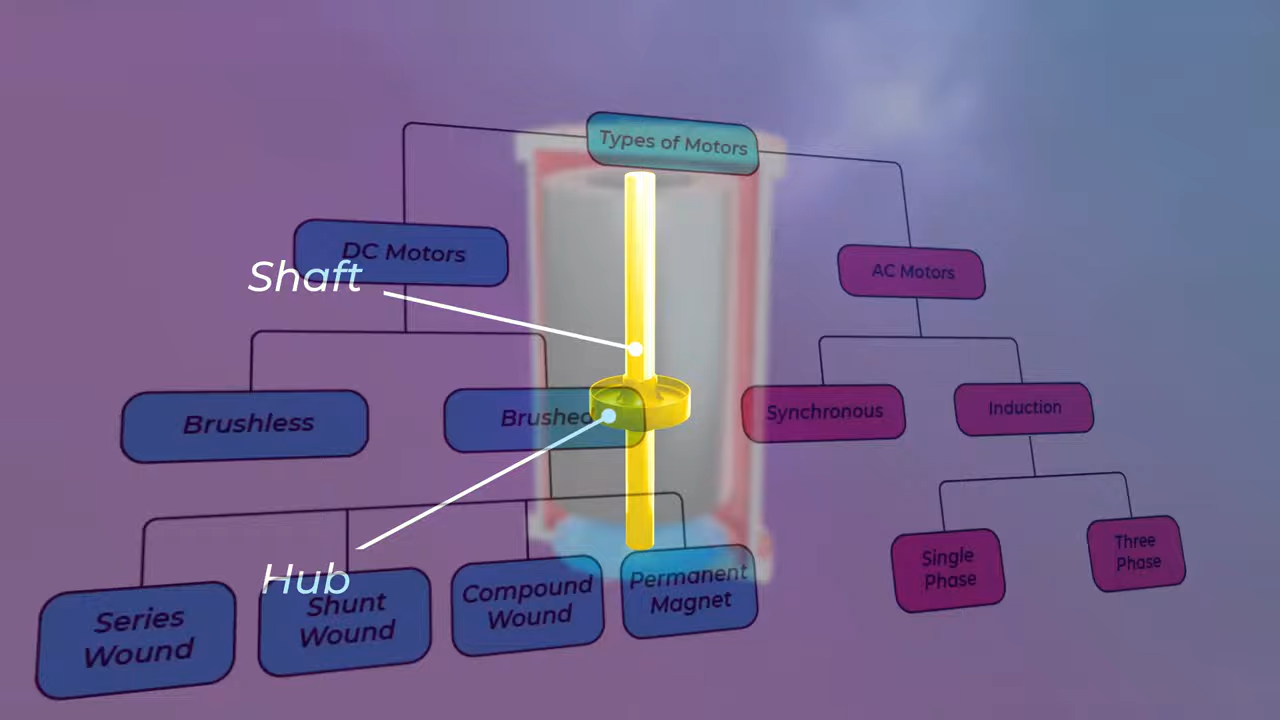 Types of Motors
DC Motors
Shaft
AC Motors
Brushless
Brushed
Synchronous
Induction
Hub
Series
Wound
Shunt
Wound
Compound
Wound
Permanent
Magnet
Single
Phase
Three
Phase